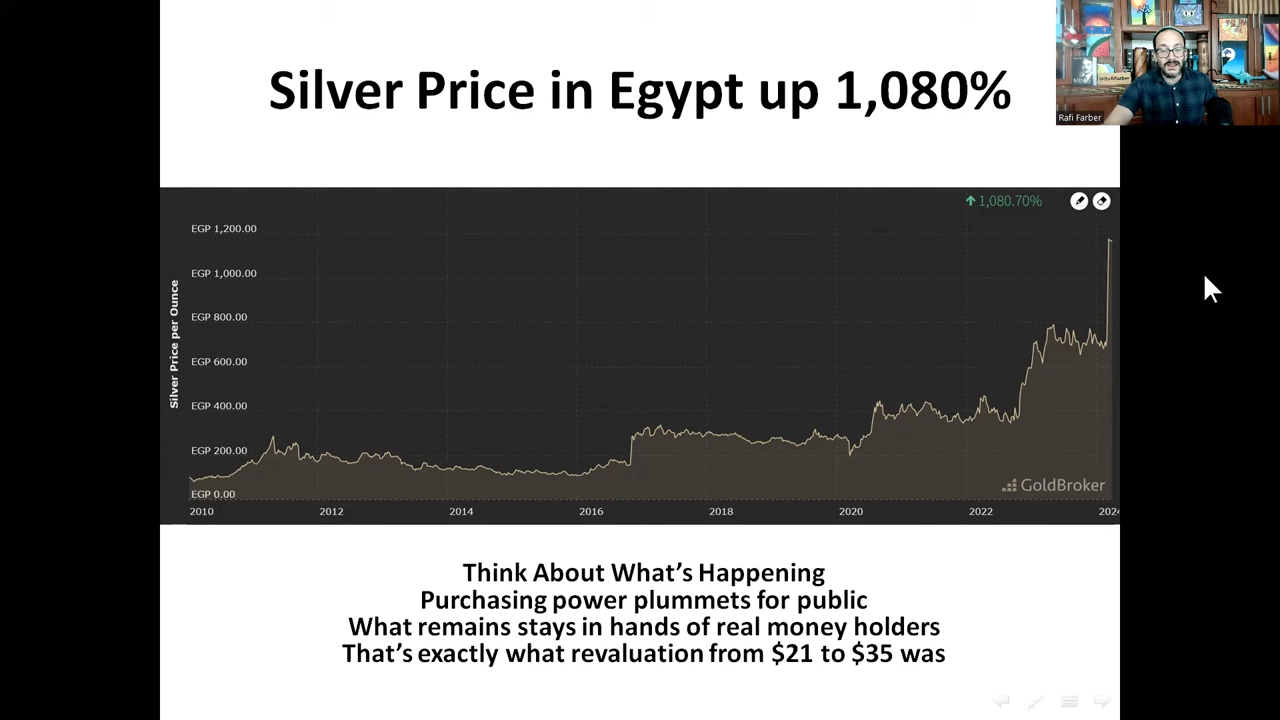 Silver Price in Egypt up 1,080%
Rafi Farber
1,080.70%
EGP 1,200.00
EGP 1,000.00
EGP 800.00
EGP 600.00
EGP 400.00
EGP 200.00
EGP 0.00
Silver Price per Ounce
GoldBroker
2010 2012 2014 2016 2018 2020 2022 2024
Think About What's Happening
Purchasing power plummets for public
What remains stays in hands of real money holders
That's exactly what revaluation from $21 to $35 was